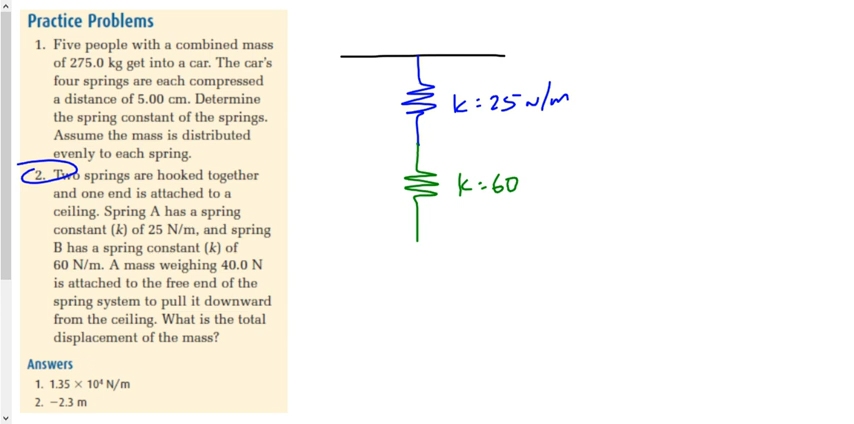 Practice Problems
1. Five people with a combined mass
of 275.0 kg get into a car. The car's
four springs are each compressed
a distance of 5.00 cm. Determine
the spring constant of the springs.
Assume the mass is distributed
evenly to each spring.
2. Two springs are hooked together
and one end is attached to a
ceiling. Spring A has a spring
constant (k) of 25 N/m, and spring
B has a spring constant (k) of
60 N/m. A mass weighing 40.0 N
is attached to the free end of the
spring system to pull it downward
from the ceiling. What is the total
displacement of the mass?
Answers
1. 1.35 × 10⁴ N/m
2. −2.3 m
k = 25 N/m
k = 60